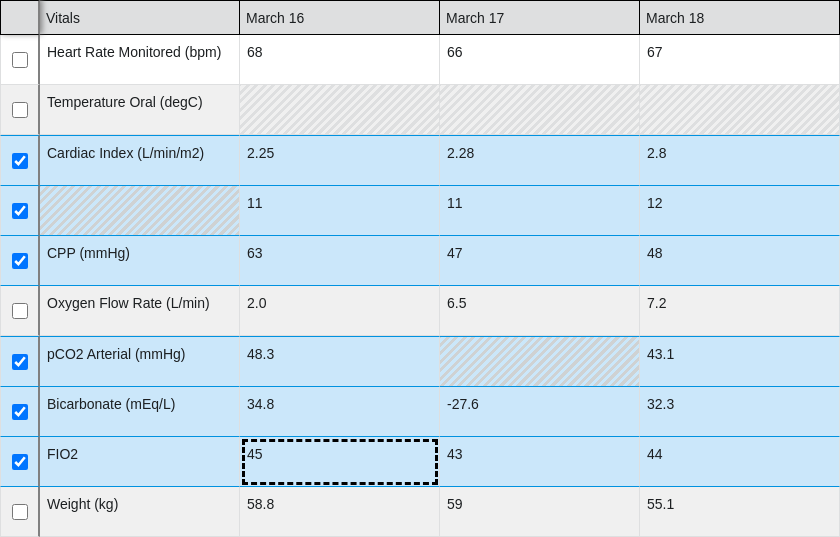 Vitals March 16 March 17 March 18
Heart Rate Monitored (bpm) 68 66 67
Temperature Oral (degC)
Cardiac Index (L/min/m2) 2.25 2.28 2.8
11 11 12
CPP (mmHg) 63 47 48
Oxygen Flow Rate (L/min) 2.0 6.5 7.2
pCO2 Arterial (mmHg) 48.3 43.1
Bicarbonate (mEq/L) 34.8 -27.6 32.3
FIO2 45 43 44
Weight (kg) 58.8 59 55.1